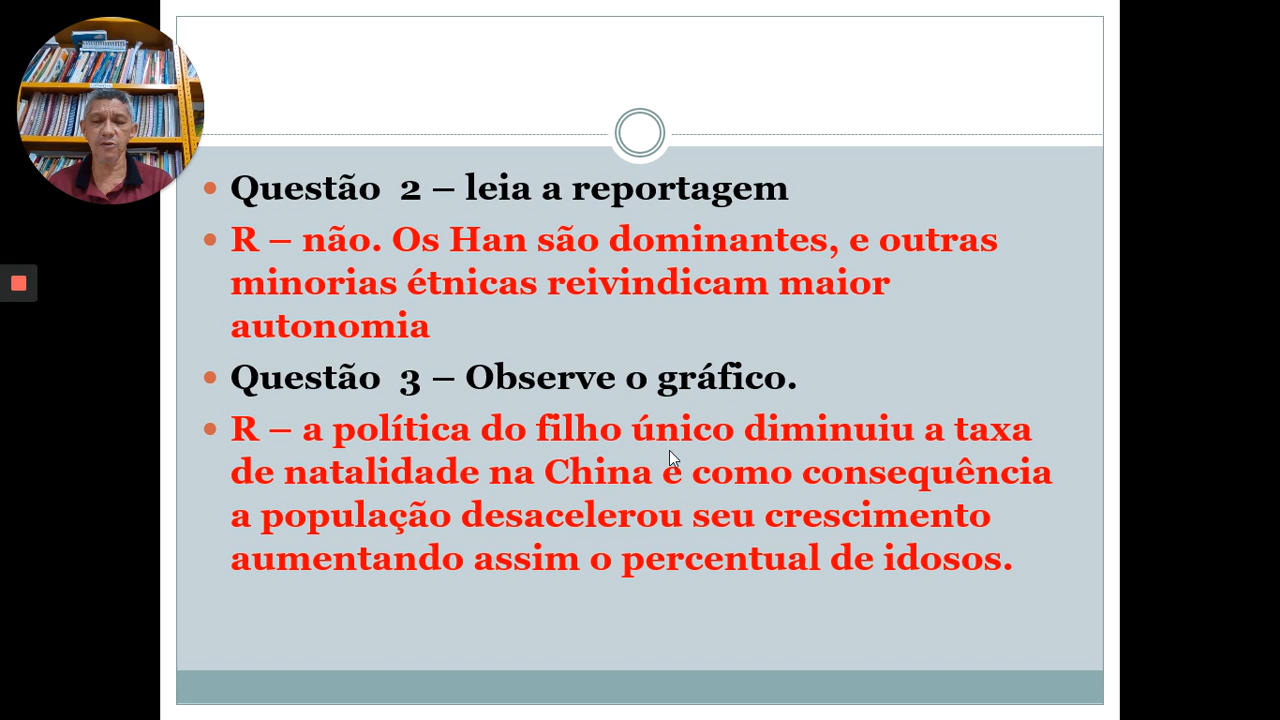 Questão 2 – leia a reportagem
R – não. Os Han são dominantes, e outras
minorias étnicas reivindicam maior
autonomia
Questão 3 – Observe o gráfico.
R – a política do filho único diminuiu a taxa
de natalidade na China e como consequência
a população desacelerou seu crescimento
aumentando assim o percentual de idosos.